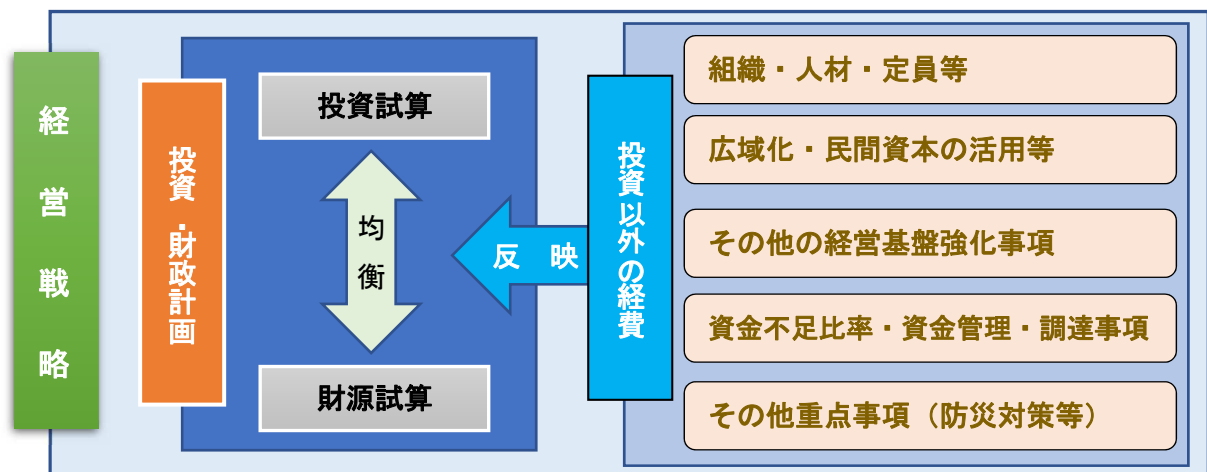 経営戦略
投資・財政計画
投資試算
均衡
財源試算
反 映
投資以外の経費
組織・人材・定員等
広域化・民間資本の活用等
その他の経営基盤強化事項
資金不足比率・資金管理・調達事項
その他重点事項（防災対策等）